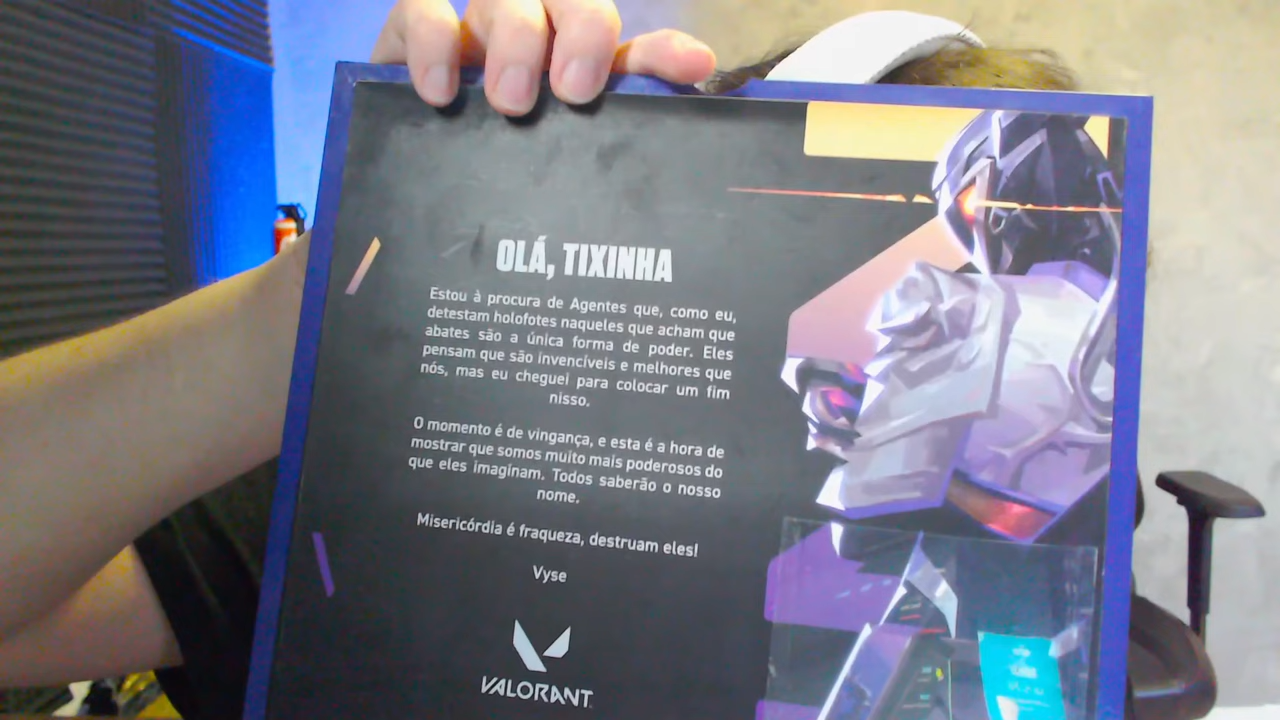 OLÁ, TIXINHA
Estou à procura de Agentes que, como eu,
detestam holofotes naqueles que acham que
abates são a única forma de poder. Eles
pensam que são invencíveis e melhores que
nós, mas eu cheguei para colocar um fim
nisso.
O momento é de vingança, e esta é a hora de
mostrar que somos muito mais poderosos do
que eles imaginam. Todos saberão o nosso
nome.
Misericórdia é fraqueza, destruam eles!
Vyse
VALORANT